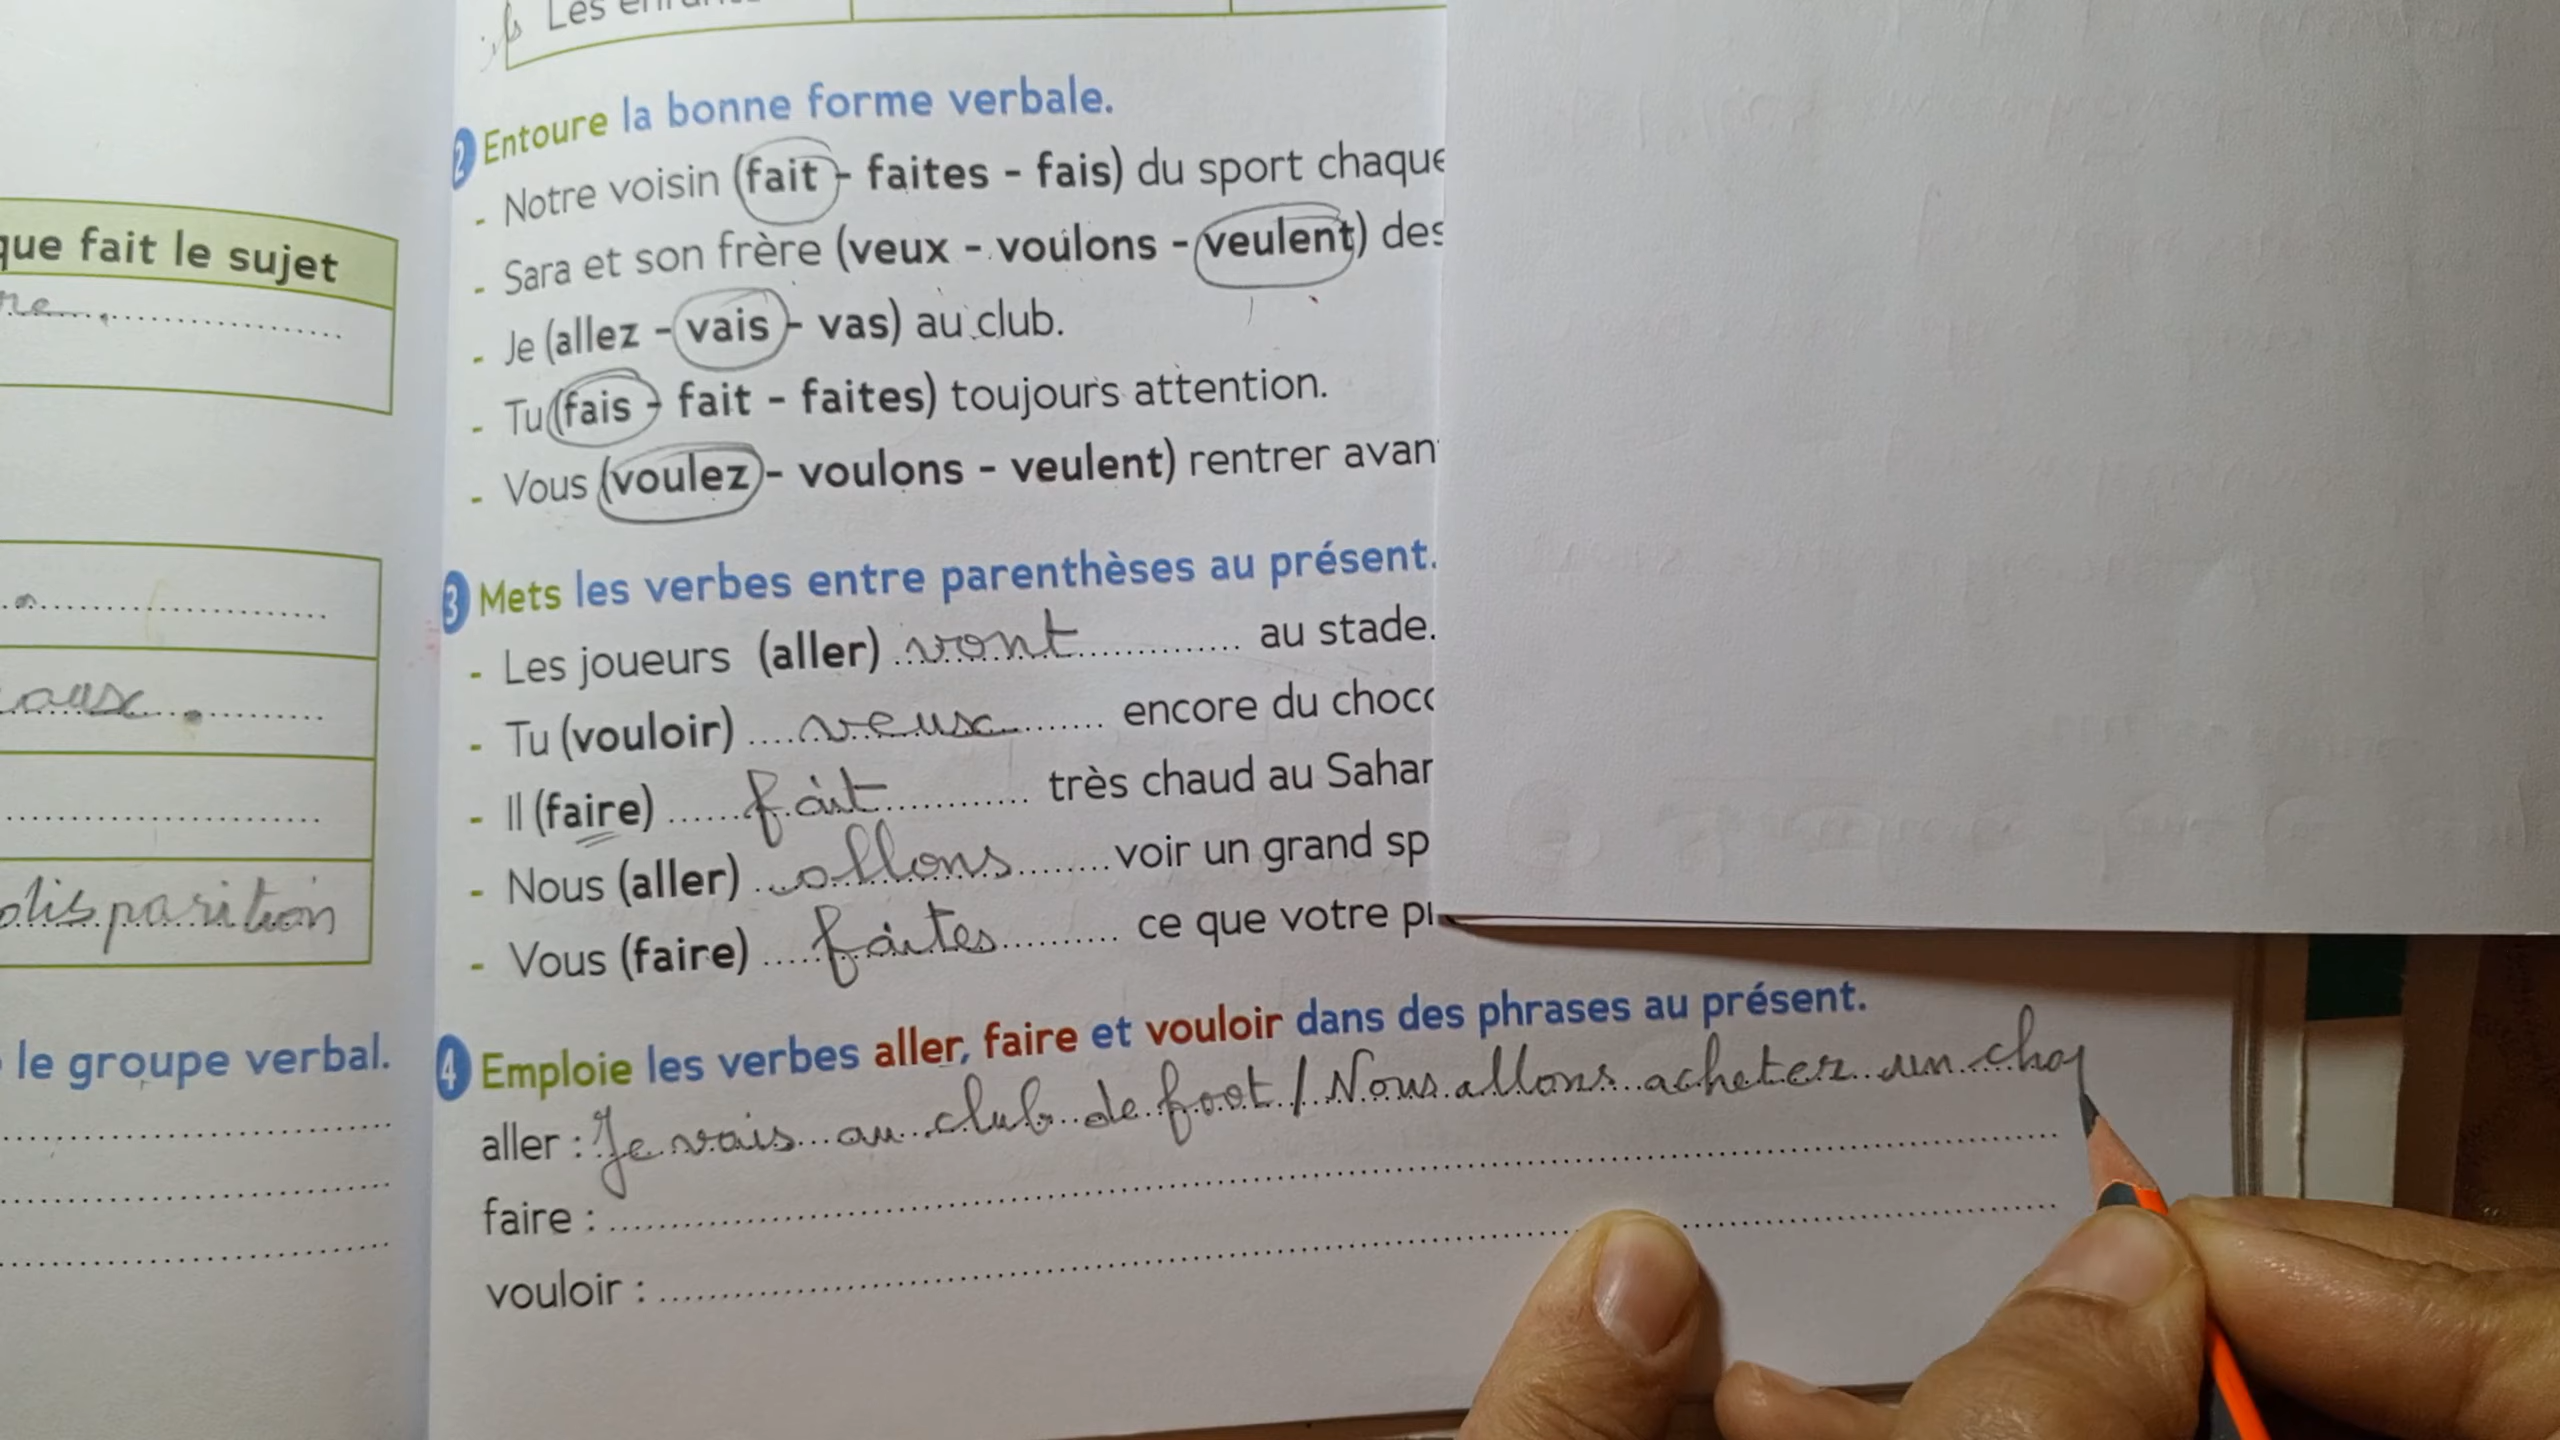 Les
que fait le sujet
disparition
le groupe verbal.
2 Entoure la bonne forme verbale.
- Notre voisin (fait - faites - fais) du sport chaque
- Sara et son frère (veux - voulons - veulent) des
- Je (allez - vais - vas) au club.
- Tu (fais - fait - faites) toujours attention.
- Vous (voulez - voulons - veulent) rentrer avan
3 Mets les verbes entre parenthèses au présent.
- Les joueurs (aller) vont au stade.
- Tu (vouloir) veux encore du choc
- Il (faire) fait très chaud au Sahar
- Nous (aller) allons voir un grand sp
- Vous (faire) faites ce que votre
4 Emploie les verbes aller, faire et vouloir dans des phrases au présent.
aller : Je vais au club de foot / Nous allons acheter un cha
faire :
vouloir :